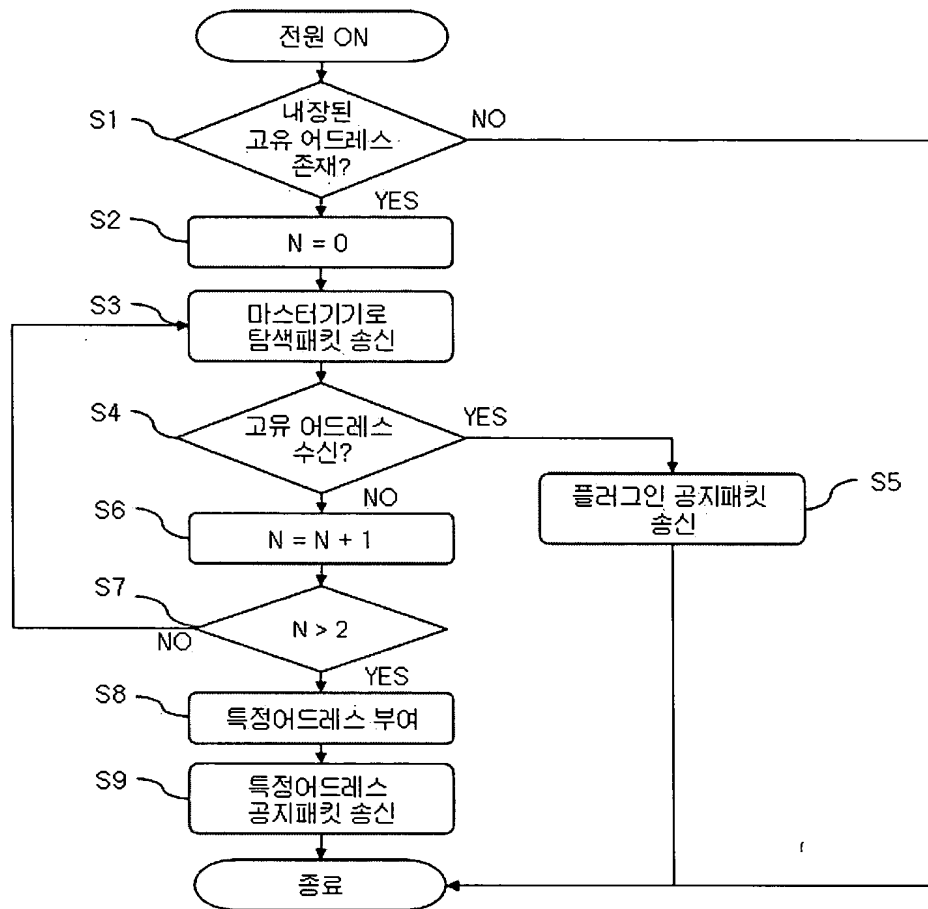 전원 ON
S1
내장된
고유 어드레스
존재?
NO
YES
S2
N = 0
S3
마스터기기로
탐색패킷 송신
S4
고유 어드레스
수신?
YES
NO
S5
플러그인 공지패킷
송신
S6
N = N + 1
S7
N > 2
NO
YES
S8
특정어드레스 부여
S9
특정어드레스
공지패킷 송신
종료